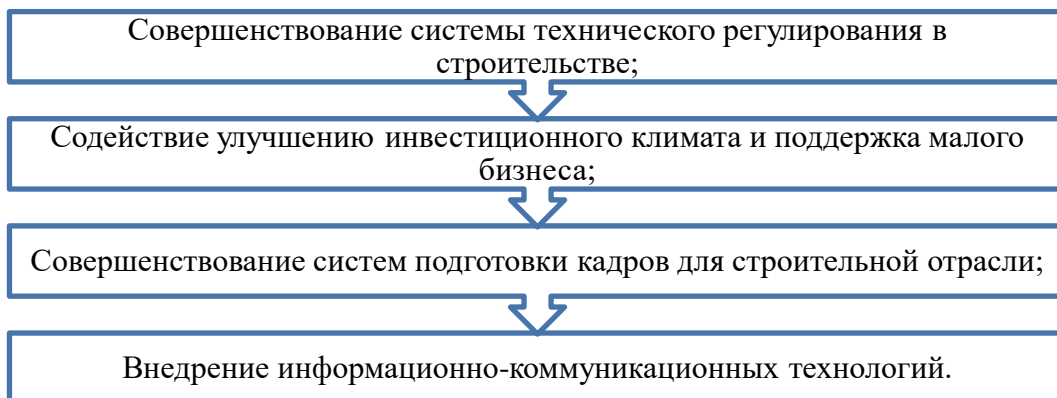 Совершенствование системы технического регулирования в
строительстве;
Содействие улучшению инвестиционного климата и поддержка малого
бизнеса;
Совершенствование систем подготовки кадров для строительной отрасли;
Внедрение информационно-коммуникационных технологий.